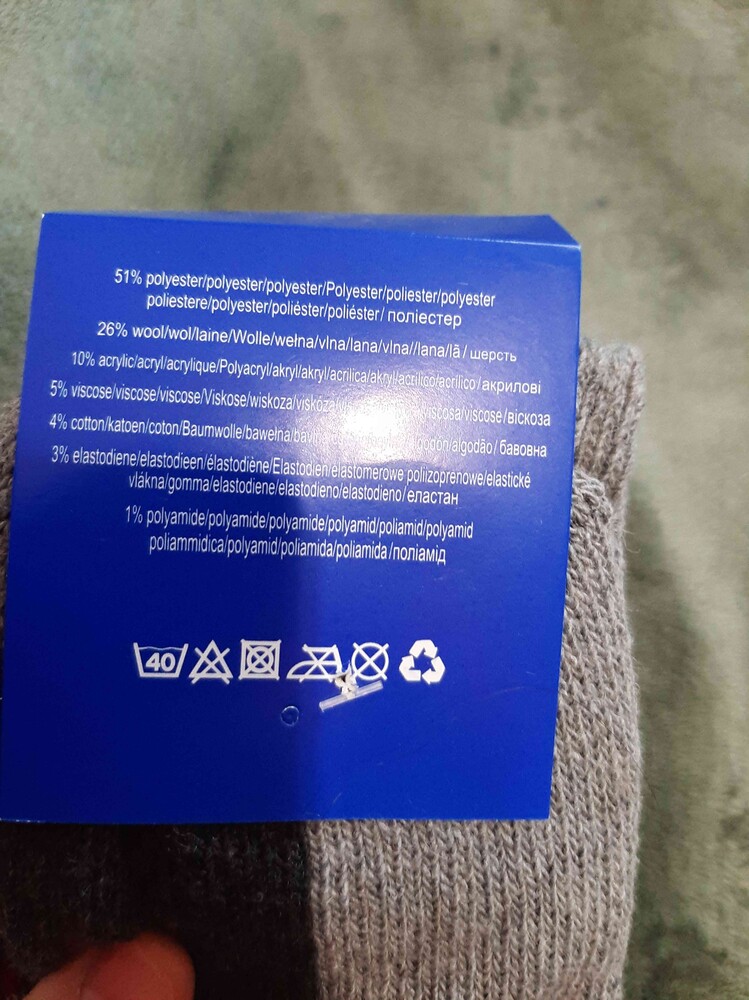 51% polyester/polyester/polyester/Polyester/poliester/polyester
poliestere/polyester/poliéster/poliéster/ поліестер
26% wool/wol/laine/Wolle/wełna/vlna/lana/vlna//lana/lã/шерсть
10% acrylic/acryl/acrylique/Polyacryl/akryl/akryl/acrilica/akryl/acrílico/acrílico/акрилові
5% viscose/viscose/viscose/Viskose/wiskoza/viskóza/ viscosa/viscose/віскоза
4% cotton/katoen/coton/Baumwolle/bawełna/ algodón/algodão/бавовна
3% elastodiene/elastodieen/élastodiène/Elastodien/elastomerowe poliizoprenowe/elastické
vlákna/gomma/elastodiene/elastodieno/elastodieno/еластан
1% polyamide/polyamide/polyamide/polyamid/poliamid/polyamid
poliammidica/polyamid/poliamida/poliamida/поліамід
40